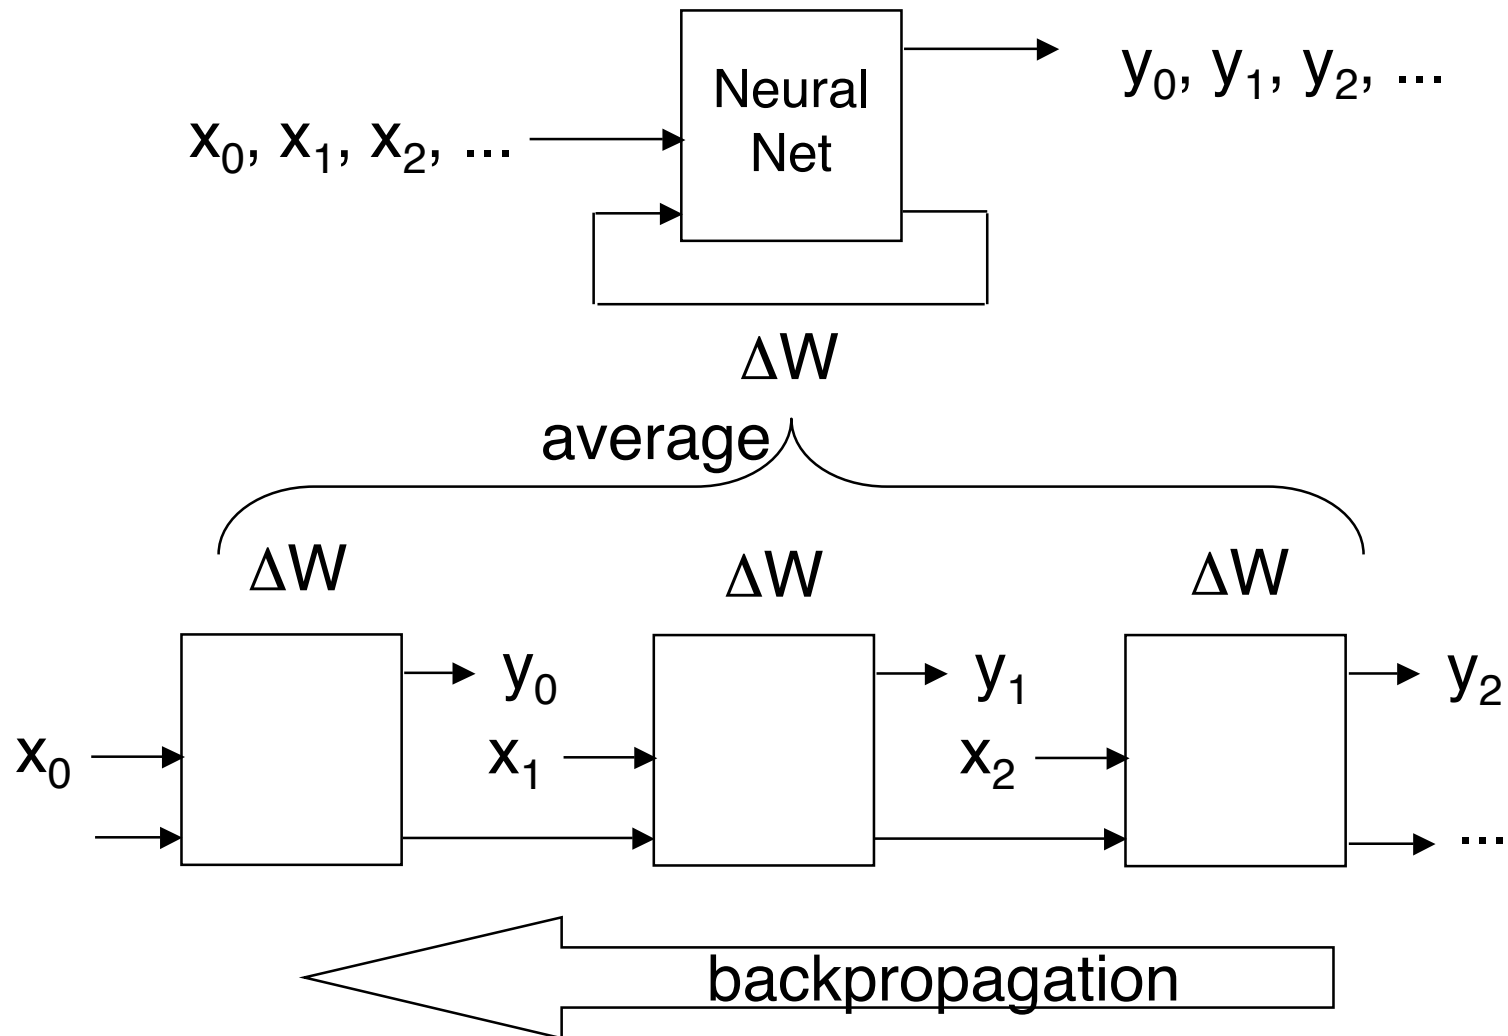 Neural
Net
y₀, y₁, y₂, ...
x₀, x₁, x₂, ...
ΔW
average
ΔW ΔW ΔW
y₀ y₁ y₂
x₀ x₁ x₂
...
backpropagation